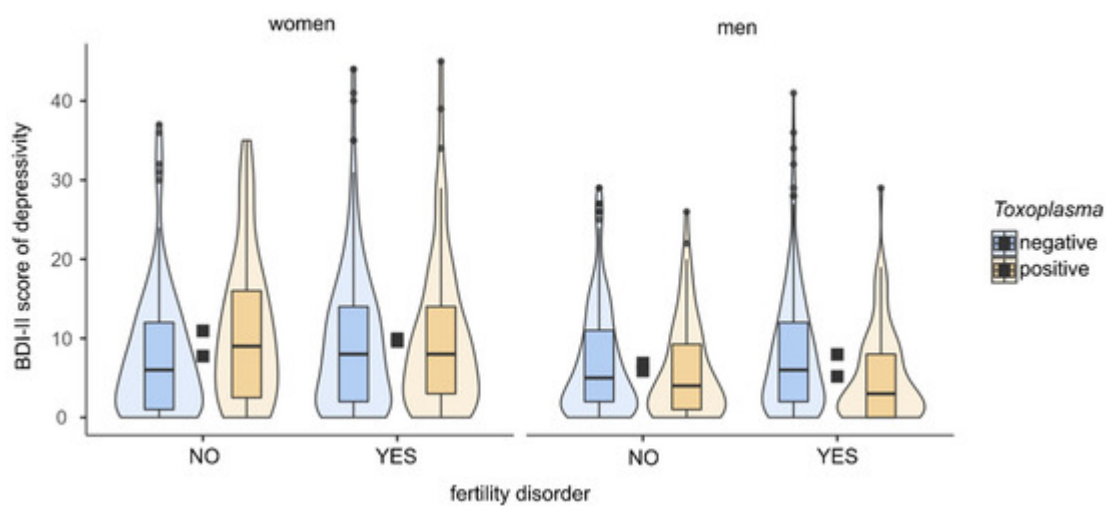 women
men
BDI-II score of depressivity
40
30
20
10
0
NO
YES
NO
YES
fertility disorder
Toxoplasma
negative
positive